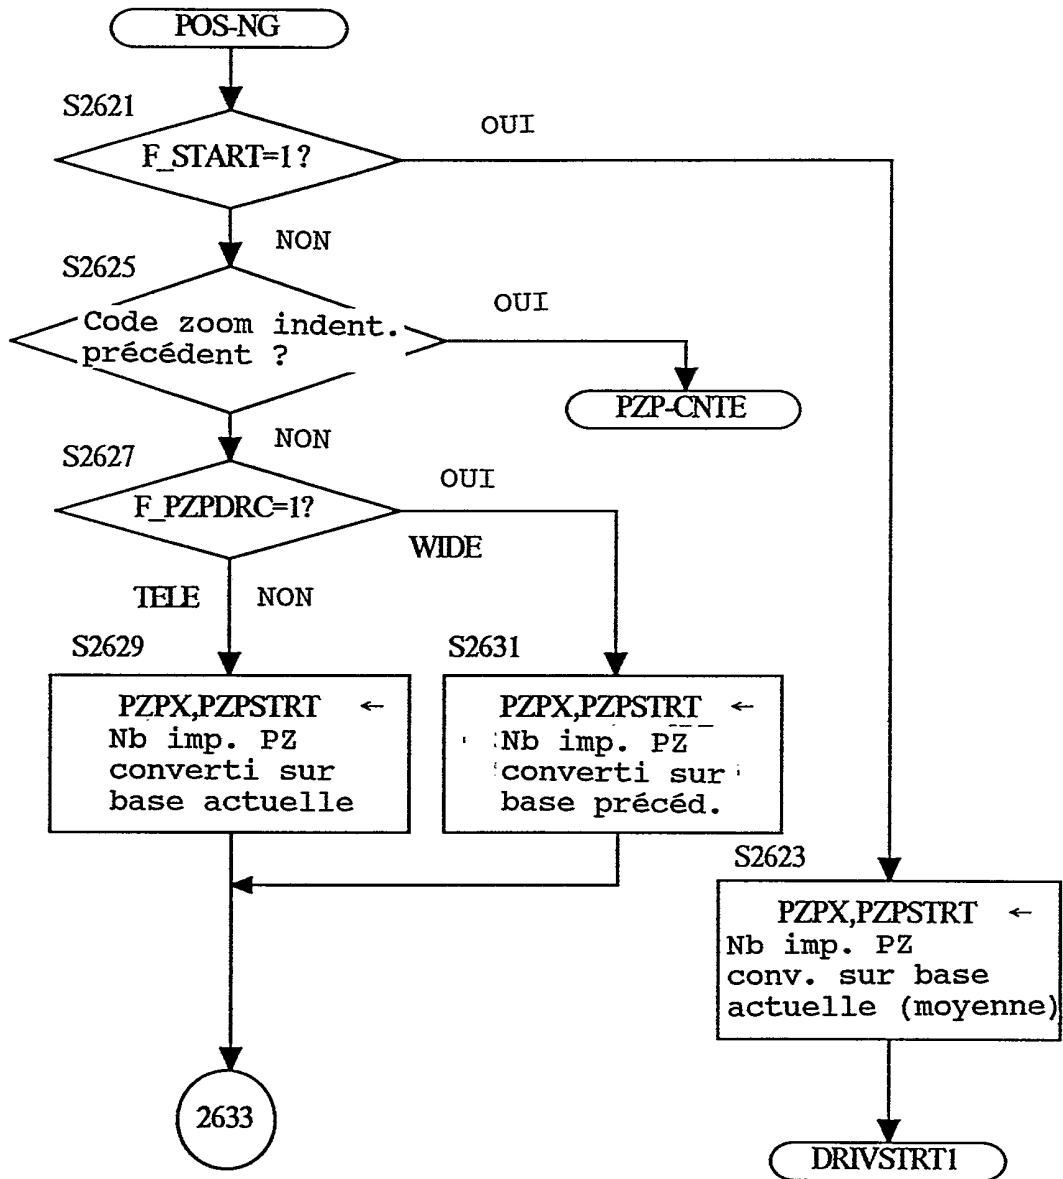 POS-NG
S2621
OUI
F_START=1?
NON
S2625
OUI
Code zoom indent.
précédent ?
PZP-CNTE
NON
S2627
OUI
F_PZPDRC=1?
WIDE
TELE NON
S2629
PZPX,PZPSTRT ←
Nb imp. PZ
converti sur
base actuelle
S2631
PZPX,PZPSTRT ←
Nb imp. PZ
converti sur
base précéd.
S2623
PZPX,PZPSTRT ←
Nb imp. PZ
conv. sur base
actuelle (moyenne)
2633
DRIVSTRT1